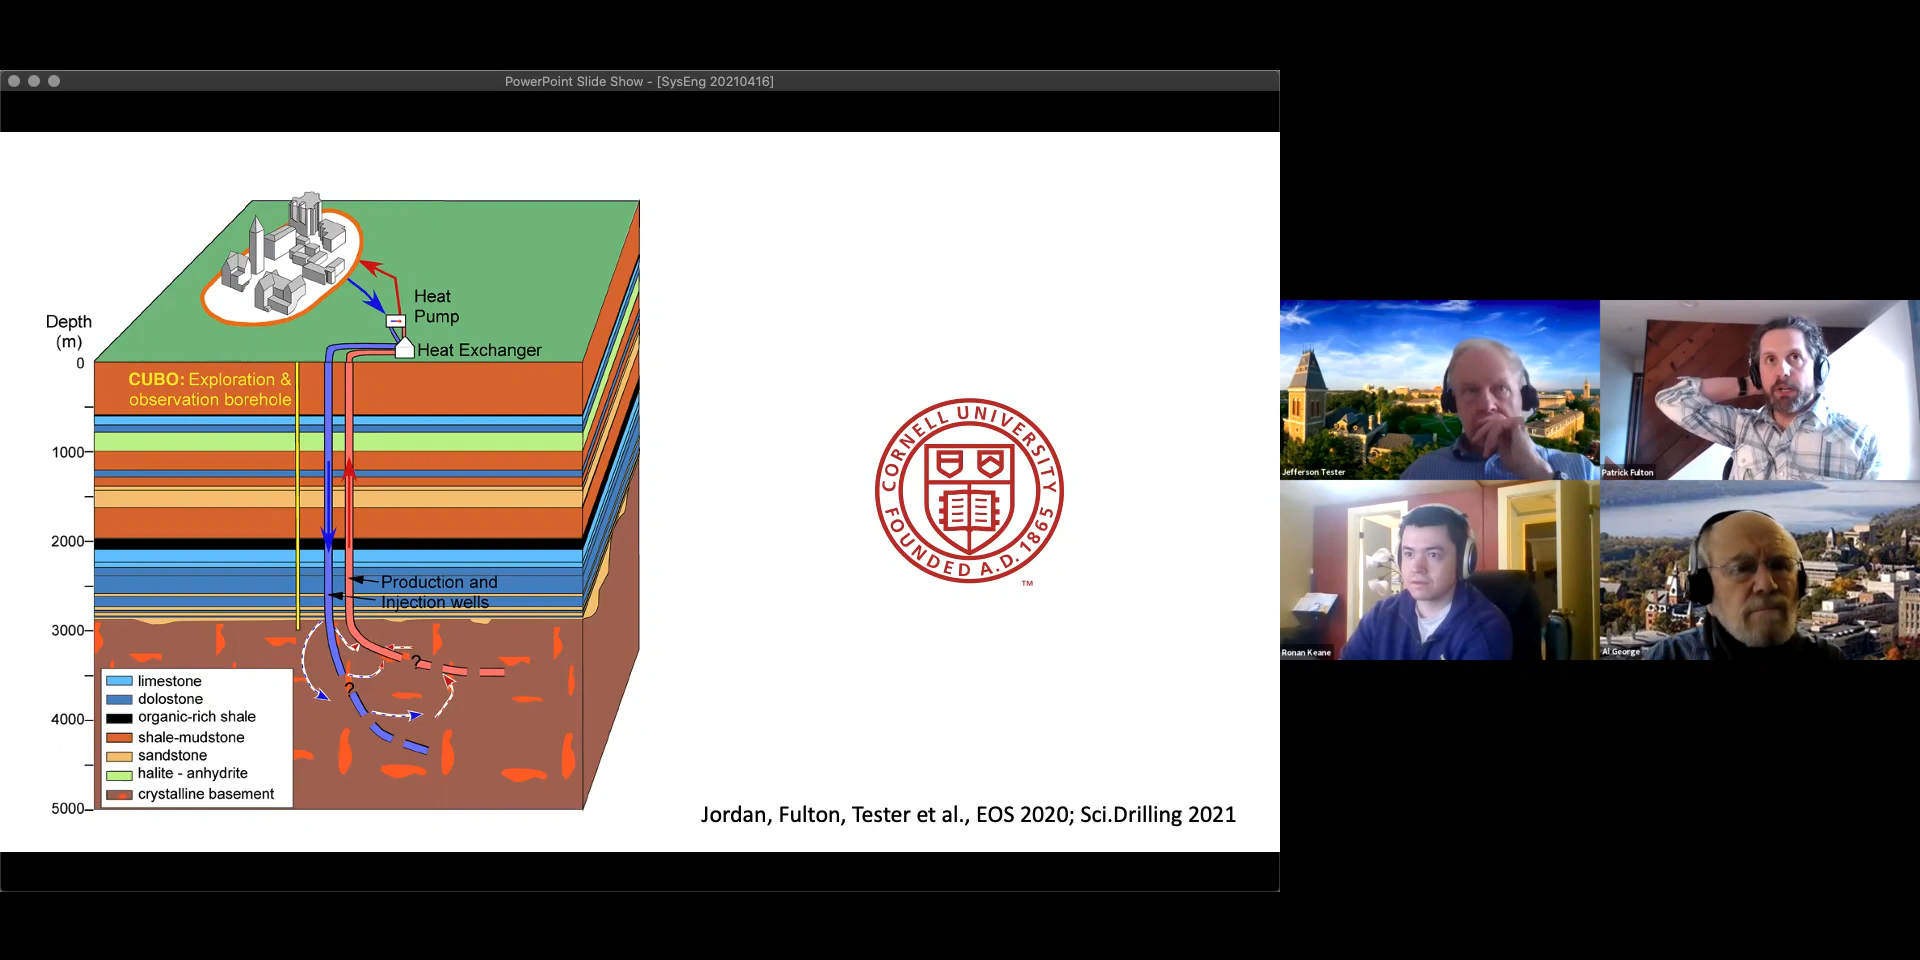 PowerPoint Slide Show - [SysEng 20210416]
Heat
Pump
Heat Exchanger
Depth
(m)
0
1000
2000
3000
4000
5000
CUBO: Exploration &
observation borehole
Production and
Injection wells
?
?
limestone
dolostone
organic-rich shale
shale-mudstone
sandstone
halite - anhydrite
crystalline basement
CORNELL UNIVERSITY
FOUNDED A.D. 1865
TM
Jordan, Fulton, Tester et al., EOS 2020; Sci.Drilling 2021
Jefferson Tester
Patrick Fulton
Ronan Keane
Al George